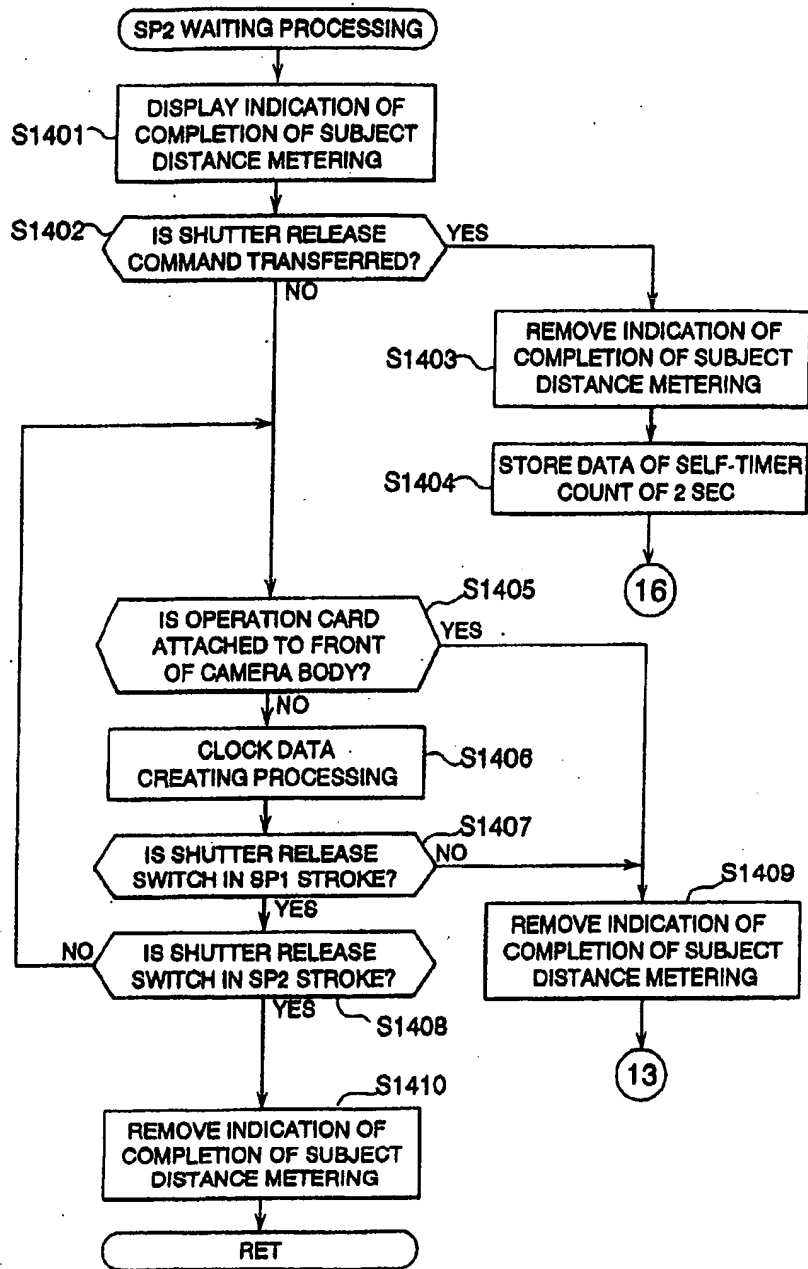 SP2 WAITING PROCESSING
S1401
DISPLAY INDICATION OF
COMPLETION OF SUBJECT
DISTANCE METERING
S1402
IS SHUTTER RELEASE
COMMAND TRANSFERRED?
YES
NO
S1403
REMOVE INDICATION OF
COMPLETION OF SUBJECT
DISTANCE METERING
S1404
STORE DATA OF SELF-TIMER
COUNT OF 2 SEC
16
S1405
IS OPERATION CARD
ATTACHED TO FRONT
OF CAMERA BODY?
YES
NO
CLOCK DATA
CREATING PROCESSING
S1406
S1407
IS SHUTTER RELEASE
SWITCH IN SP1 STROKE?
NO
YES
S1409
REMOVE INDICATION OF
COMPLETION OF SUBJECT
DISTANCE METERING
13
NO
IS SHUTTER RELEASE
SWITCH IN SP2 STROKE?
YES
S1408
S1410
REMOVE INDICATION OF
COMPLETION OF SUBJECT
DISTANCE METERING
RET